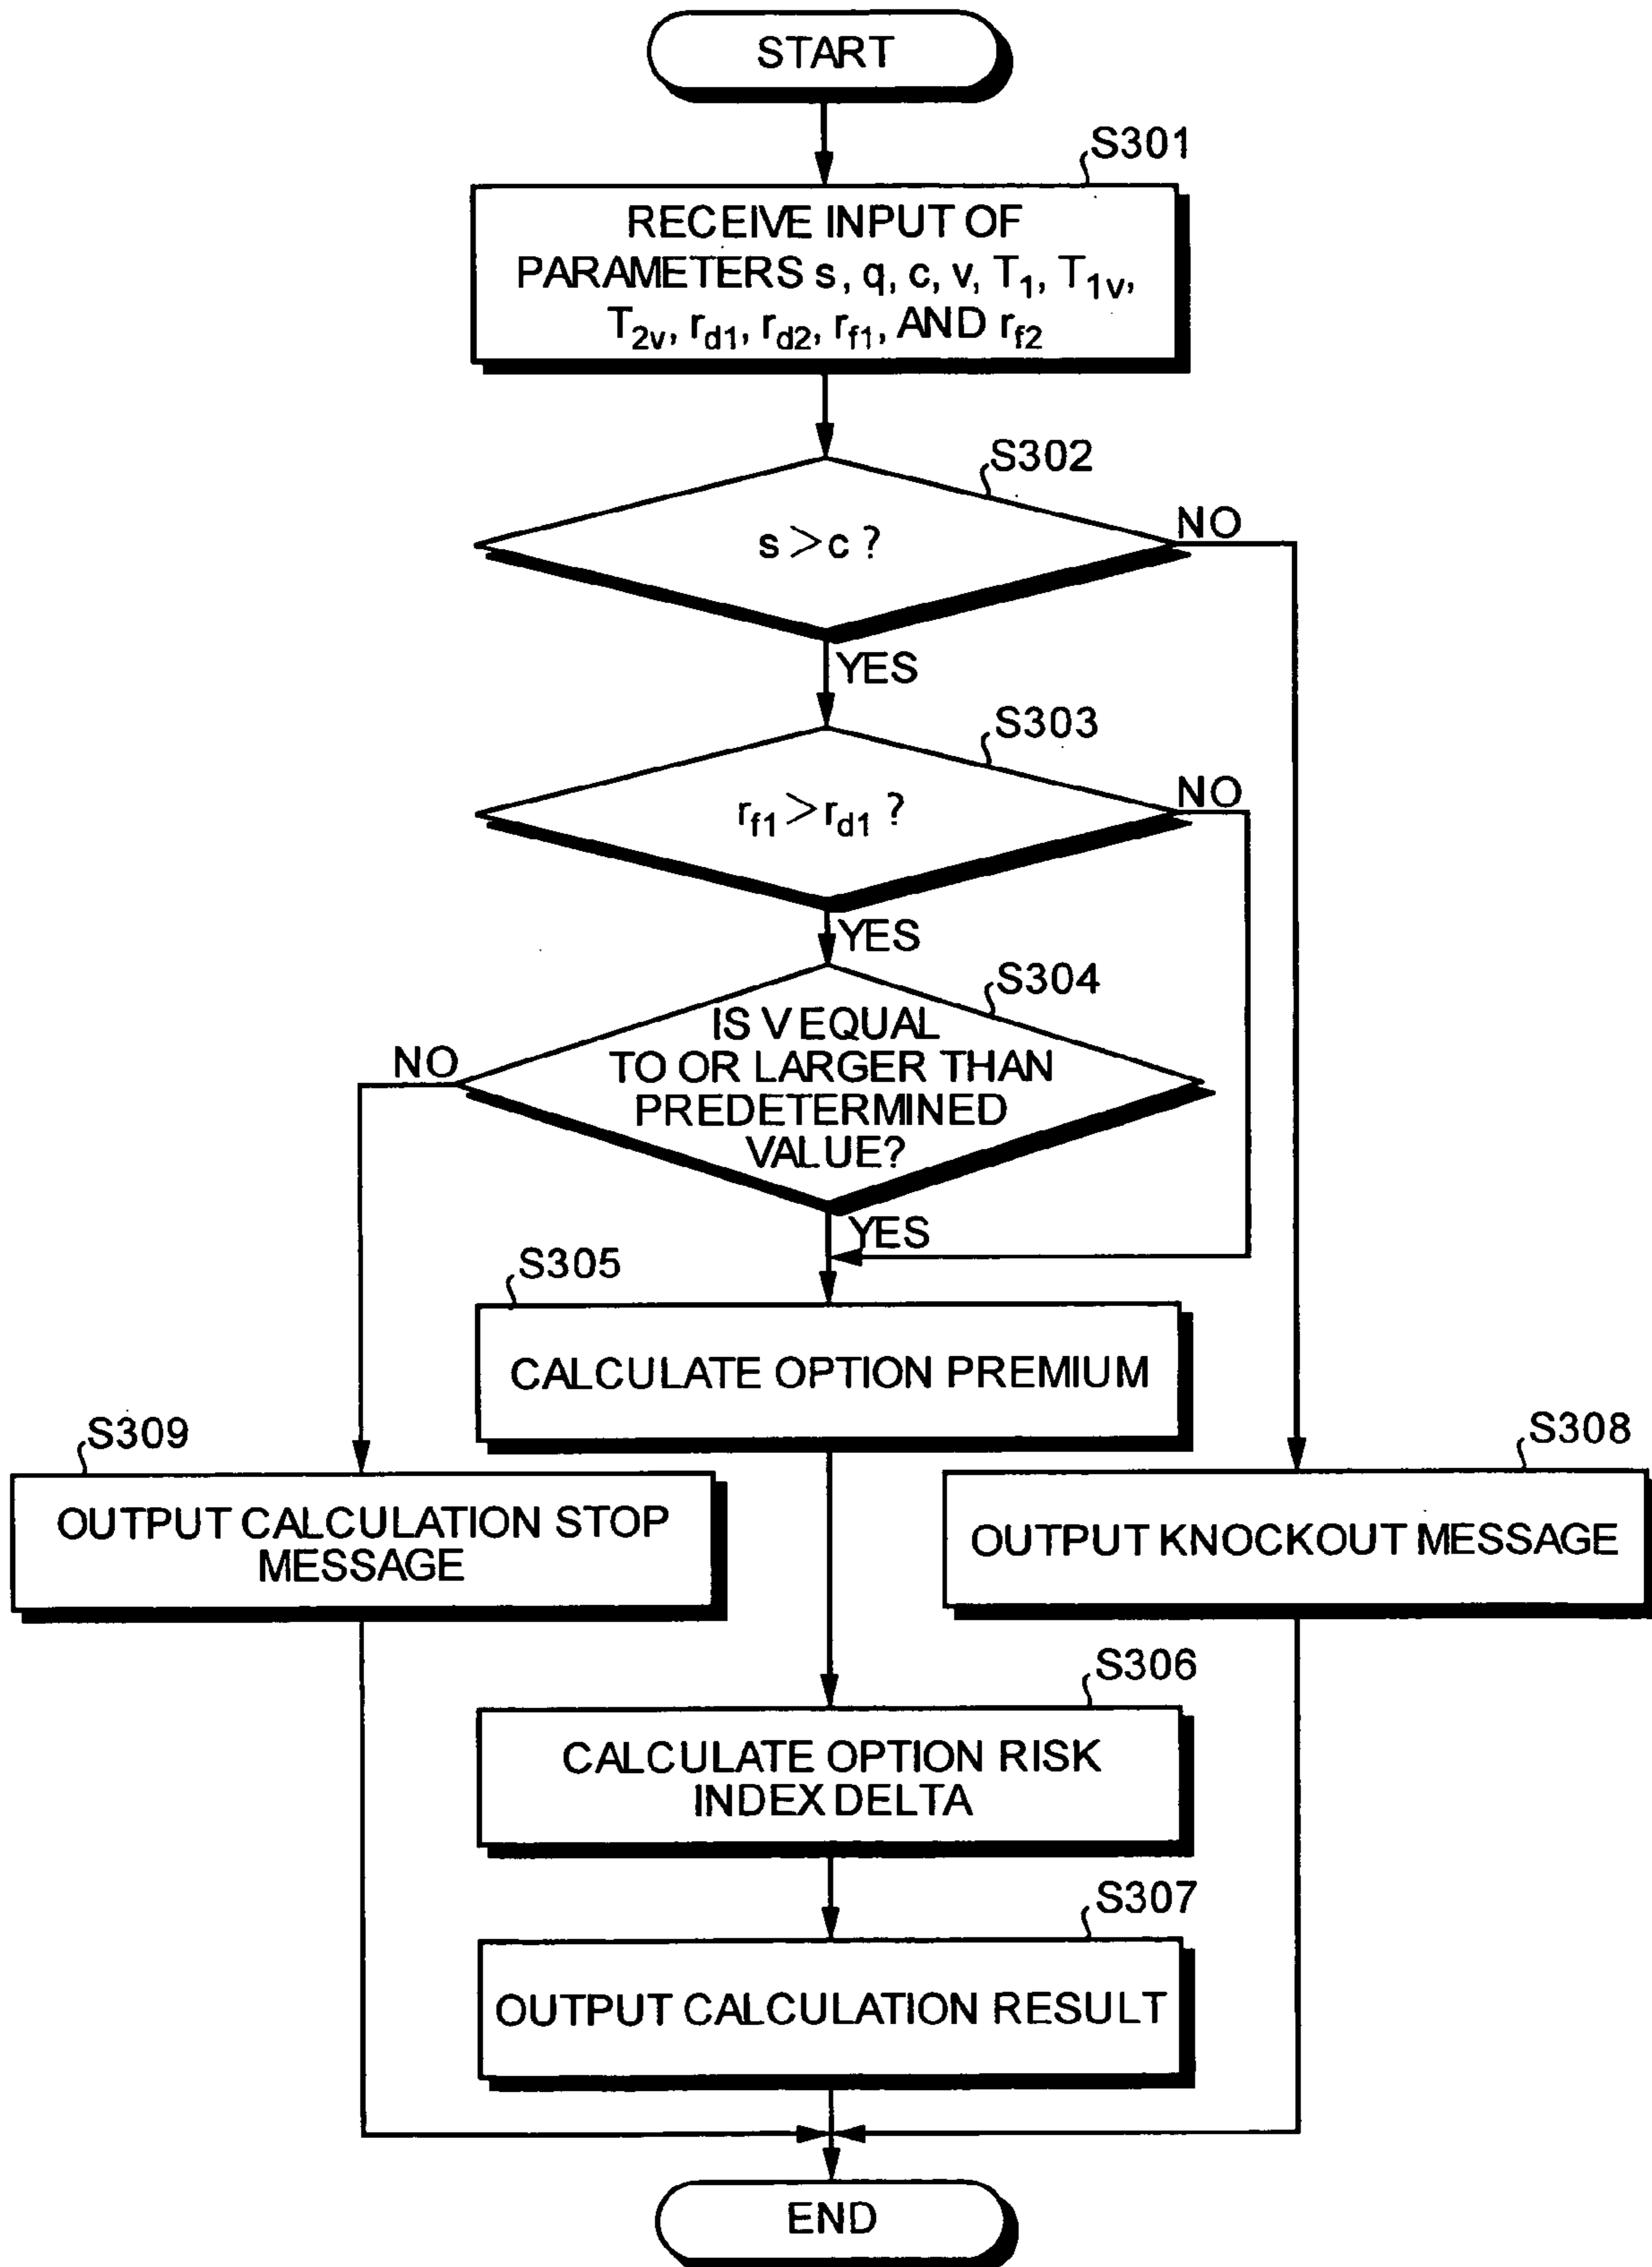 START
S301
RECEIVE INPUT OF
PARAMETERS s, q, c, v, T1, T1v,
T2v, rd1, rd2, rf1, AND rf2
S302
s>c ?
NO
YES
S303
rf1>rd1 ?
NO
YES
S304
IS V EQUAL
TO OR LARGER THAN
PREDETERMINED
VALUE?
NO
YES
S305
CALCULATE OPTION PREMIUM
S309
OUTPUT CALCULATION STOP
MESSAGE
S308
OUTPUT KNOCKOUT MESSAGE
S306
CALCULATE OPTION RISK
INDEX DELTA
S307
OUTPUT CALCULATION RESULT
END